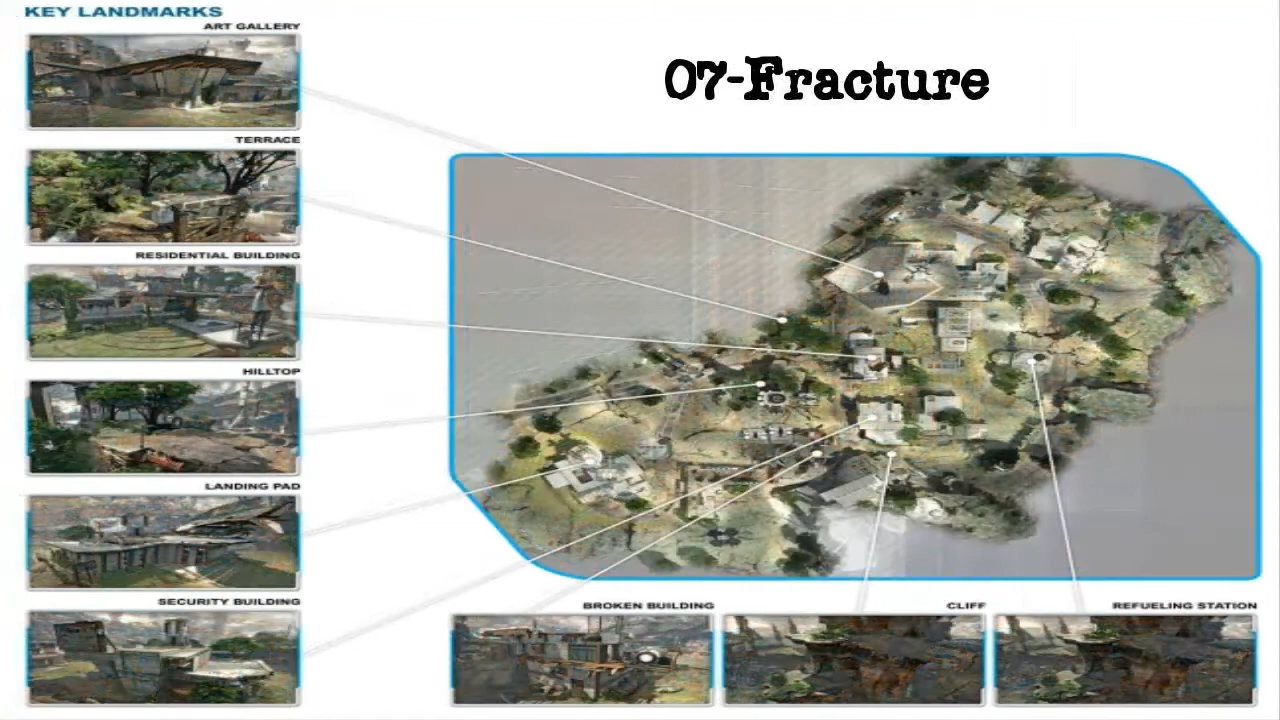 KEY LANDMARKS
ART GALLERY
07-Fracture
TERRACE
RESIDENTIAL BUILDING
HILLTOP
LANDING PAD
SECURITY BUILDING
BROKEN BUILDING
CLIFF
REFUELING STATION